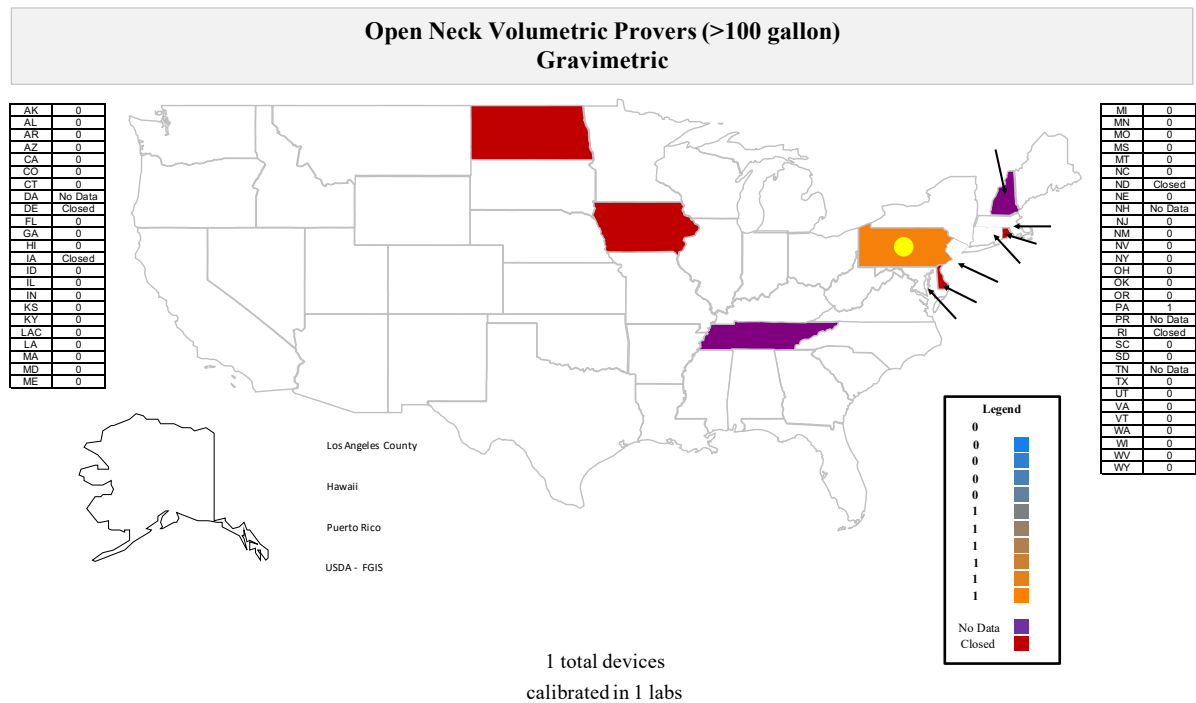 Open Neck Volumetric Provers (>100 gallon)
Gravimetric
AK 0
AL 0
AR 0
AZ 0
CA 0
CO 0
CT 0
DA No Data
DE Closed
FL 0
GA 0
HI 0
IA Closed
ID 0
IL 0
IN 0
KS 0
KY 0
LAC 0
LA 0
MA 0
MD 0
ME 0
MI 0
MN 0
MO 0
MS 0
MT 0
NC 0
ND Closed
NE 0
NH No Data
NJ 0
NM 0
NV 0
NY 0
OH 0
OK 0
OR 0
PA 1
PR No Data
RI Closed
SC 0
SD 0
TN No Data
TX 0
UT 0
VA 0
VT 0
WA 0
WI 0
WV 0
WY 0
Los Angeles County
Hawaii
Puerto Rico
USDA - FGIS
Legend
0
0
0
0
0
1
1
1
1
1
1
No Data
Closed
1 total devices
calibrated in 1 labs